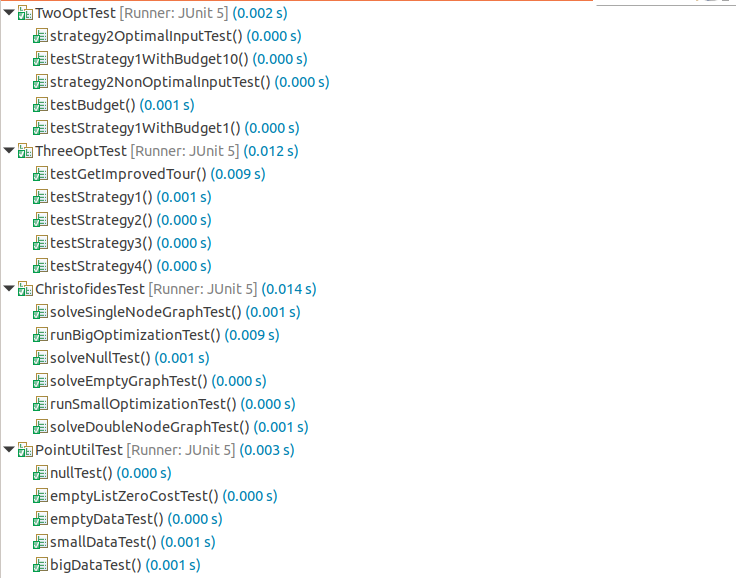 TwoOptTest [Runner: JUnit 5] (0.002 s)
strategy2OptimalInputTest() (0.000 s)
testStrategy1WithBudget10() (0.000 s)
strategy2NonOptimalInputTest() (0.000 s)
testBudget() (0.001 s)
testStrategy1WithBudget1() (0.000 s)
ThreeOptTest [Runner: JUnit 5] (0.012 s)
testGetImprovedTour() (0.009 s)
testStrategy1() (0.001 s)
testStrategy2() (0.000 s)
testStrategy3() (0.000 s)
testStrategy4() (0.000 s)
ChristofidesTest [Runner: JUnit 5] (0.014 s)
solveSingleNodeGraphTest() (0.001 s)
runBigOptimizationTest() (0.009 s)
solveNullTest() (0.001 s)
solveEmptyGraphTest() (0.000 s)
runSmallOptimizationTest() (0.000 s)
solveDoubleNodeGraphTest() (0.001 s)
PointUtilTest [Runner: JUnit 5] (0.003 s)
nullTest() (0.000 s)
emptyListZeroCostTest() (0.000 s)
emptyDataTest() (0.000 s)
smallDataTest() (0.001 s)
bigDataTest() (0.001 s)